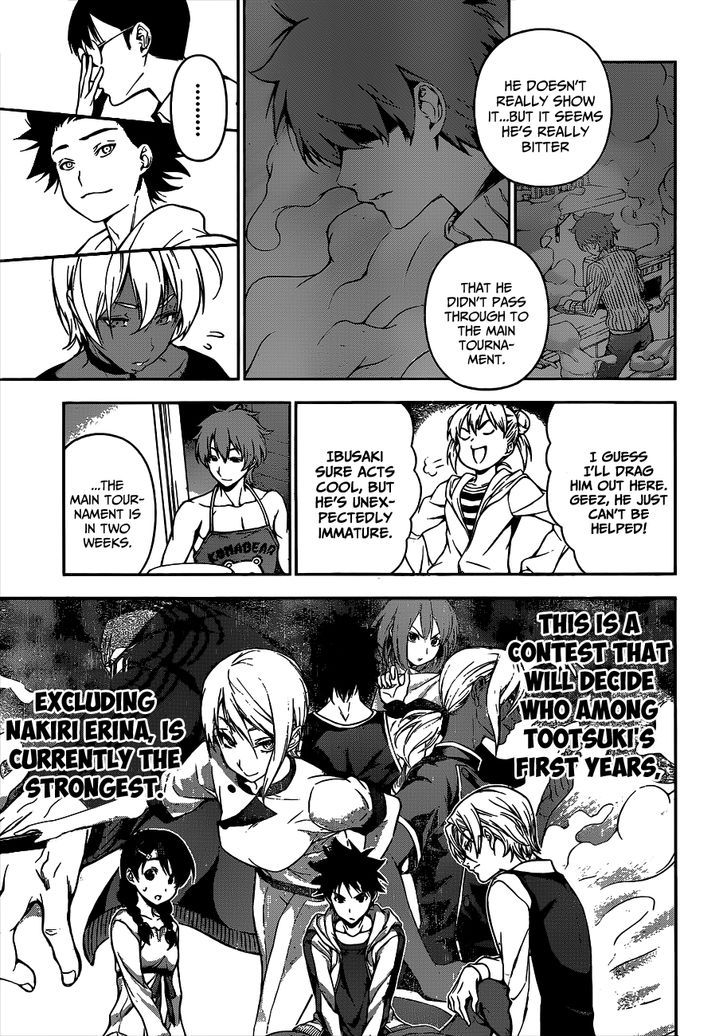 HE DOESN'T
REALLY SHOW
IT...BUT IT SEEMS
HE'S REALLY
BITTER
THAT HE
DIDN'T PASS
THROUGH TO
THE MAIN
TOURNA-
MENT.
........
I GUESS
I'LL DRAG
HIM OUT HERE.
GEEZ, HE JUST
CAN'T BE
HELPED!
IBUSAKI
SURE ACTS
COOL, BUT
HE'S UNEX-
PECTEDLY
IMMATURE.
...THE
MAIN TOUR-
NAMENT IS
IN TWO
WEEKS.
KUMABEAR
THIS IS A
CONTEST THAT
WILL DECIDE
WHO AMONG
TOOTSUKI'S
FIRST YEARS,
EXCLUDING
NAKIRI ERINA, IS
CURRENTLY THE
STRONGEST.